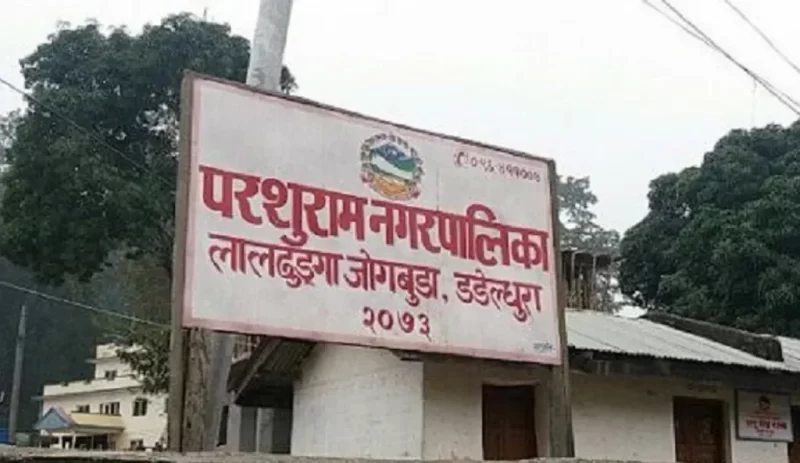 परशुराम नगरपालिका
लालढुङ्गा जोगबुडा, डडेल्धुरा
२०७३